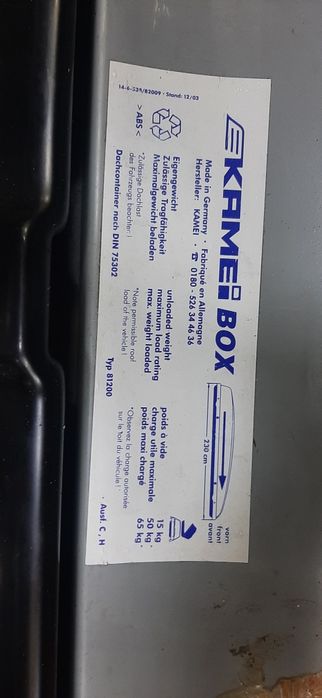 KAMEI BOX
Made in Germany · Fabriqué en Allemagne
Hersteller: KAMEI · ☎ 0180 - 526 34 46 36
230 cm
vorn
front
avant
Eigengewicht
Zulässige Tragfähigkeit
Maximalgewicht beladen
unloaded weight
maximum load rating
max. weight loaded
poids à vide
charge utile maximale
poids maxi chargé
15 kg
50 kg*
65 kg*
>ABS<
*Zulässige Dachlast
des Fahrzeugs beachten !
*Note permissible roof
load of the vehicle !
*Observez la charge autorisée
sur le toit du véhicule !
Dachcontainer nach DIN 75302
Typ 81200
· Ausf. C , H
14-6-539/82009 · Stand: 12/03